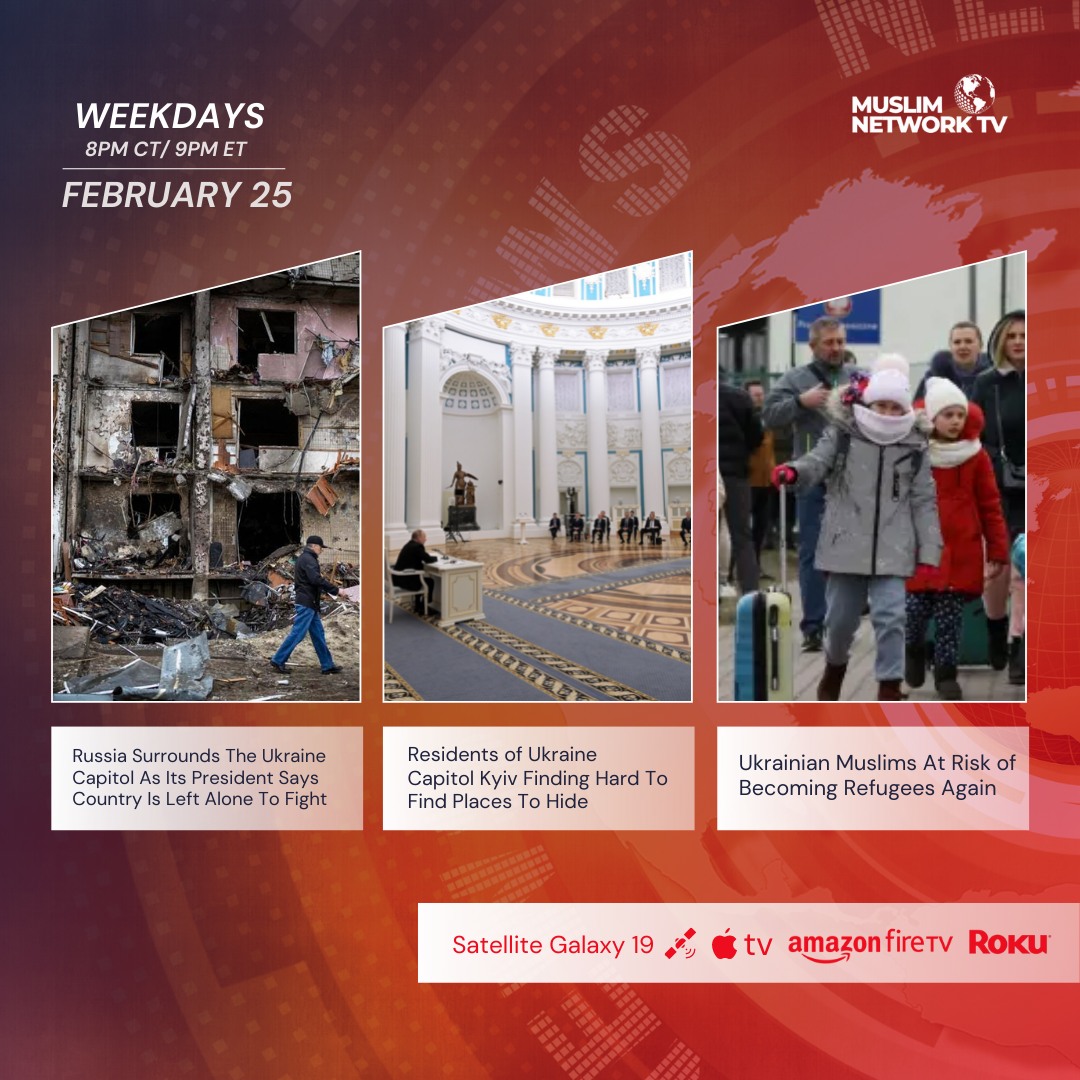 WEEKDAYS
8PM CT/ 9PM ET
FEBRUARY 25
MUSLIM
NETWORK TV
NEWS
Russia Surrounds The Ukraine
Capitol As Its President Says
Country Is Left Alone To Fight
Residents of Ukraine
Capitol Kyiv Finding Hard To
Find Places To Hide
Ukrainian Muslims At Risk of
Becoming Refugees Again
Satellite Galaxy 19
tv
amazon fireTV
ROKU